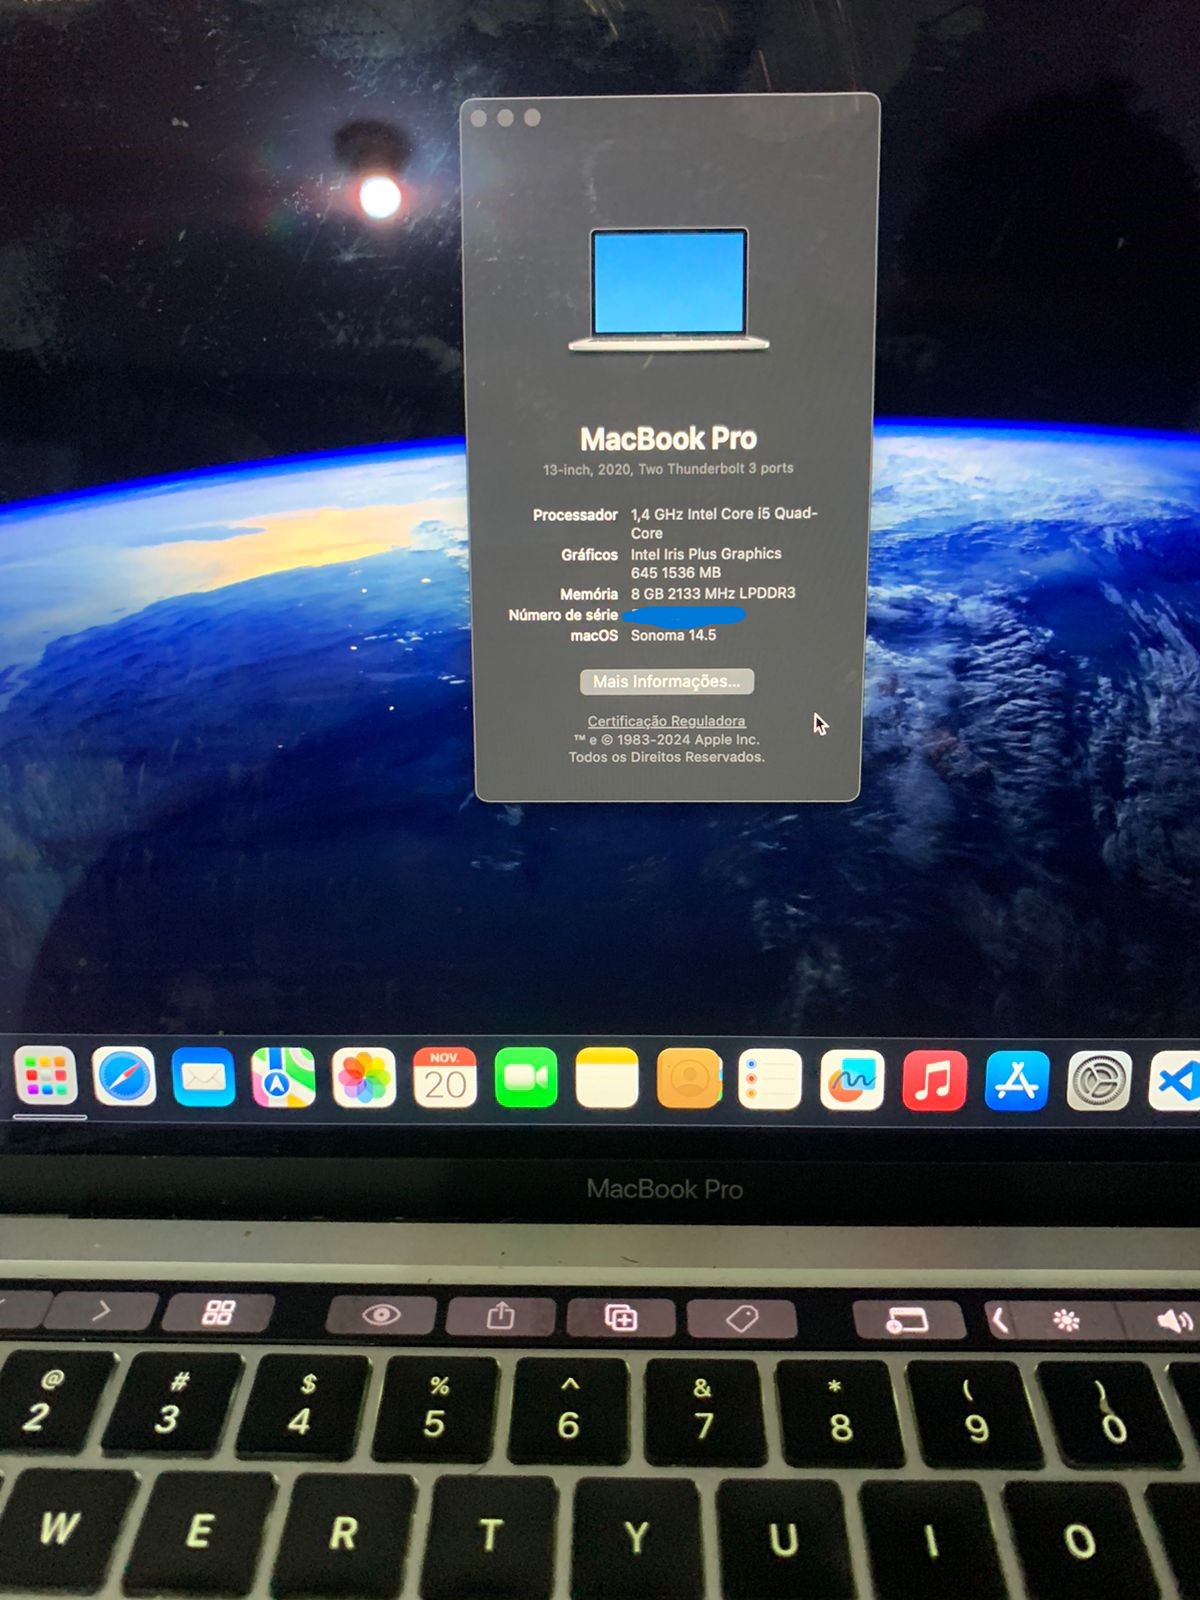 MacBook Pro
13-inch, 2020, Two Thunderbolt 3 ports
Processador 1,4 GHz Intel Core i5 Quad-
Core
Gráficos Intel Iris Plus Graphics
645 1536 MB
Memória 8 GB 2133 MHz LPDDR3
Número de série
macOS Sonoma 14.5
Mais Informações...
Certificação Reguladora
™ e © 1983-2024 Apple Inc.
Todos os Direitos Reservados.
NOV.
20
MacBook Pro
@ # $ % ^ & * ( )
2 3 4 5 6 7 8 9 0
W E R T Y U I O